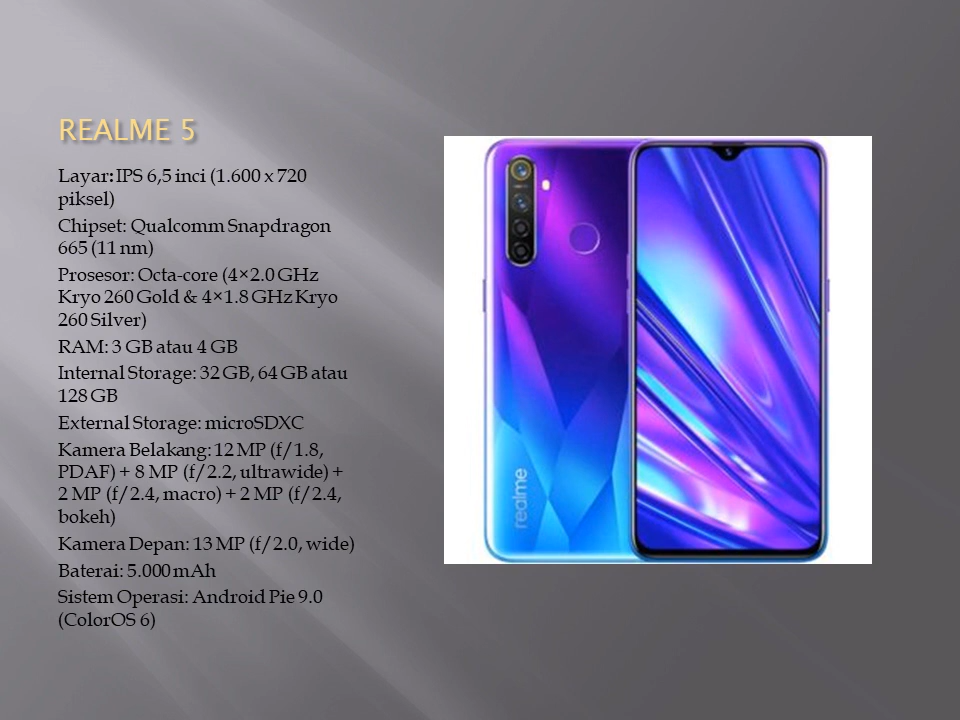 REALME 5
Layar: IPS 6,5 inci (1.600 x 720
piksel)
Chipset: Qualcomm Snapdragon
665 (11 nm)
Prosesor: Octa-core (4×2.0 GHz
Kryo 260 Gold & 4×1.8 GHz Kryo
260 Silver)
RAM: 3 GB atau 4 GB
Internal Storage: 32 GB, 64 GB atau
128 GB
External Storage: microSDXC
Kamera Belakang: 12 MP (f/1.8,
PDAF) + 8 MP (f/2.2, ultrawide) +
2 MP (f/2.4, macro) + 2 MP (f/2.4,
bokeh)
Kamera Depan: 13 MP (f/2.0, wide)
Baterai: 5.000 mAh
Sistem Operasi: Android Pie 9.0
(ColorOS 6)
realme